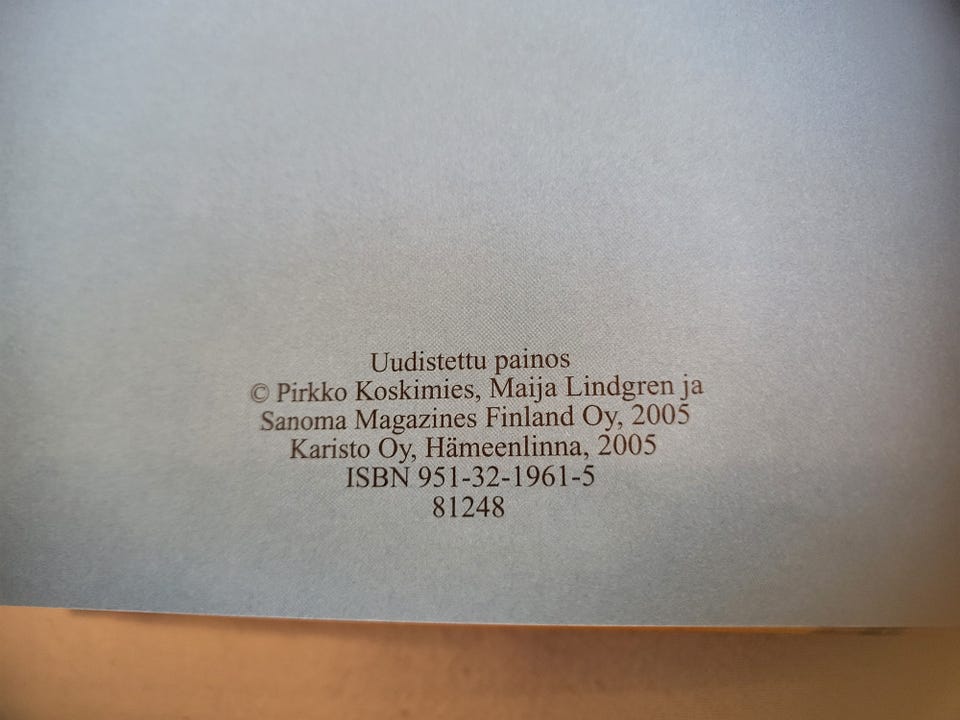 Uudistettu painos
© Pirkko Koskimies, Maija Lindgren ja
Sanoma Magazines Finland Oy, 2005
Karisto Oy, Hämeenlinna, 2005
ISBN 951-32-1961-5
81248